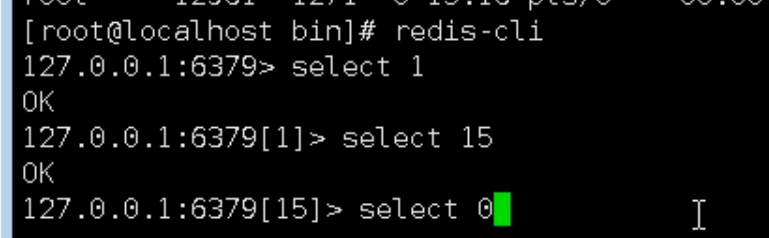 [root@localhost bin]# redis-cli
127.0.0.1:6379> select 1
OK
127.0.0.1:6379[1]> select 15
OK
127.0.0.1:6379[15]> select 0